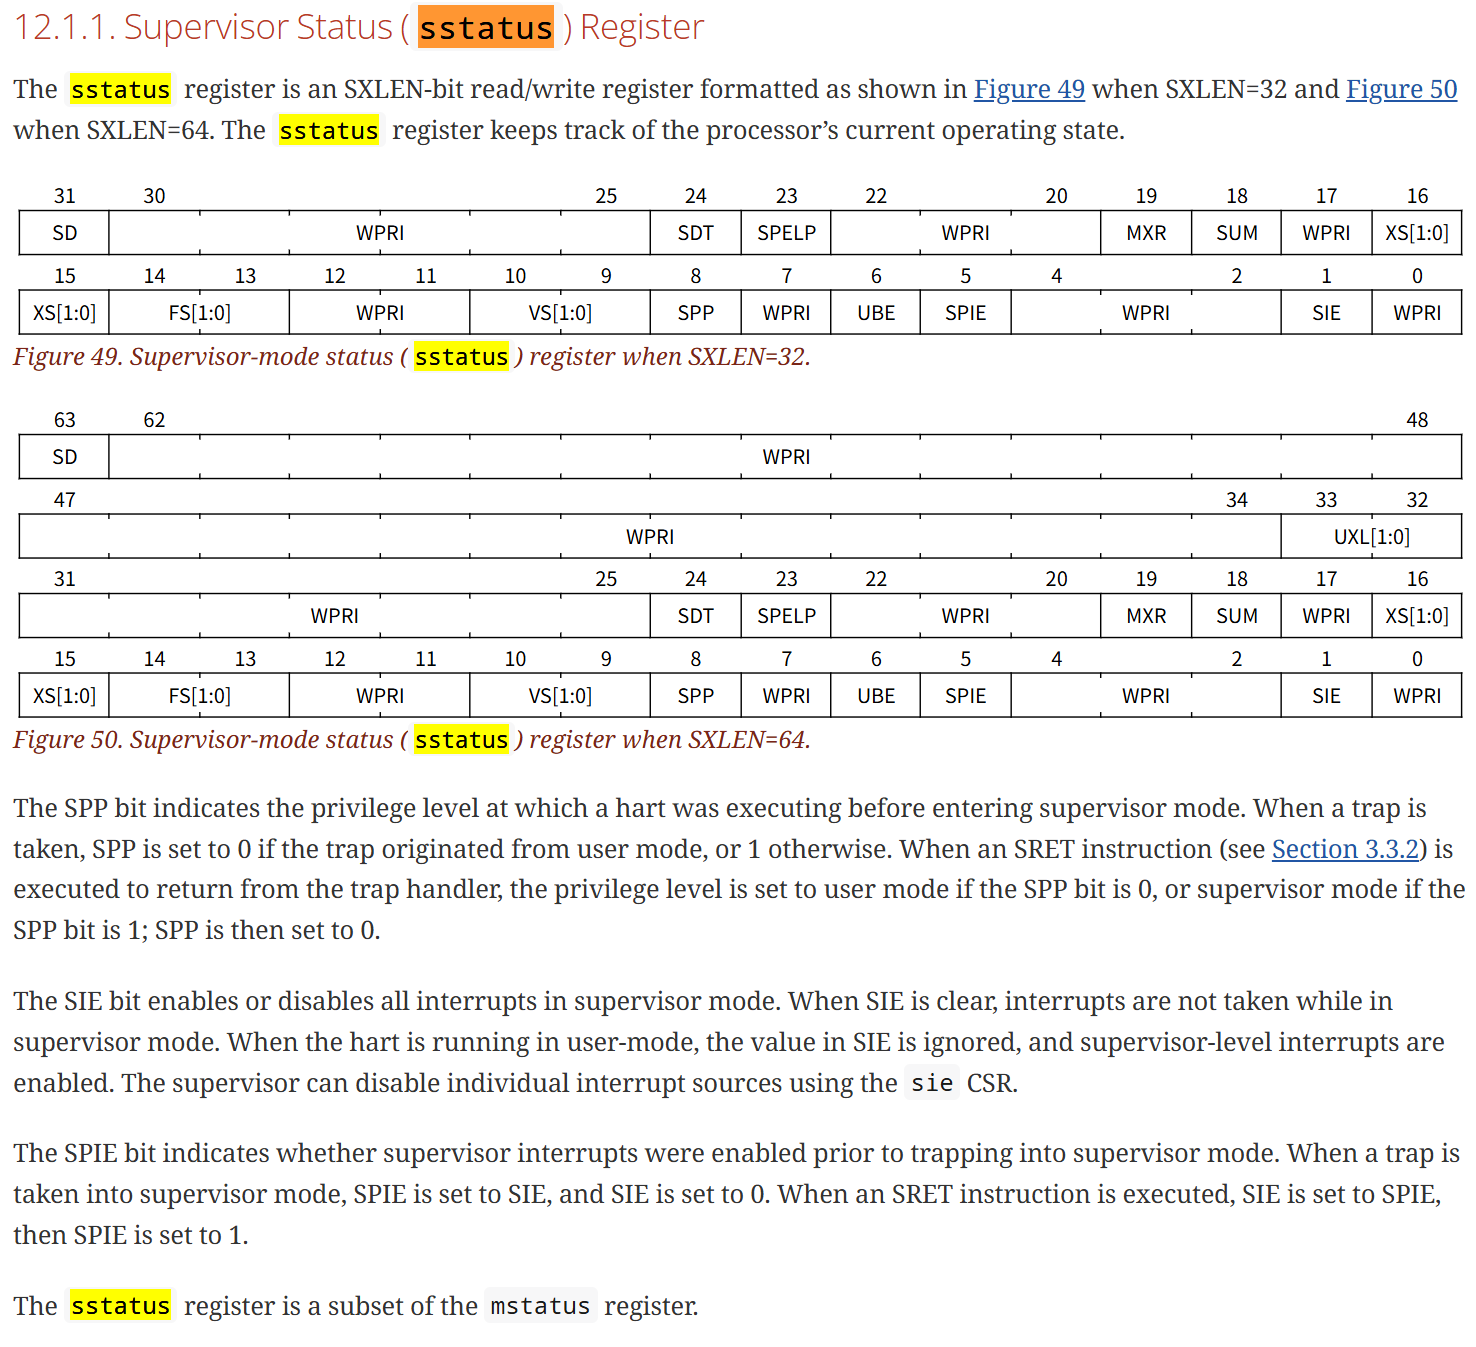 12.1.1. Supervisor Status ( sstatus ) Register
The sstatus register is an SXLEN-bit read/write register formatted as shown in Figure 49 when SXLEN=32 and Figure 50
when SXLEN=64. The sstatus register keeps track of the processor’s current operating state.
31 30 25 24 23 22 20 19 18 17 16
SD WPRI SDT SPELP WPRI MXR SUM WPRI XS[1:0]
15 14 13 12 11 10 9 8 7 6 5 4 2 1 0
XS[1:0] FS[1:0] WPRI VS[1:0] SPP WPRI UBE SPIE WPRI SIE WPRI
Figure 49. Supervisor-mode status ( sstatus ) register when SXLEN=32.
63 62 48
SD WPRI
47 34 33 32
WPRI UXL[1:0]
31 25 24 23 22 20 19 18 17 16
WPRI SDT SPELP WPRI MXR SUM WPRI XS[1:0]
15 14 13 12 11 10 9 8 7 6 5 4 2 1 0
XS[1:0] FS[1:0] WPRI VS[1:0] SPP WPRI UBE SPIE WPRI SIE WPRI
Figure 50. Supervisor-mode status ( sstatus ) register when SXLEN=64.
The SPP bit indicates the privilege level at which a hart was executing before entering supervisor mode. When a trap is
taken, SPP is set to 0 if the trap originated from user mode, or 1 otherwise. When an SRET instruction (see Section 3.3.2) is
executed to return from the trap handler, the privilege level is set to user mode if the SPP bit is 0, or supervisor mode if the
SPP bit is 1; SPP is then set to 0.
The SIE bit enables or disables all interrupts in supervisor mode. When SIE is clear, interrupts are not taken while in
supervisor mode. When the hart is running in user-mode, the value in SIE is ignored, and supervisor-level interrupts are
enabled. The supervisor can disable individual interrupt sources using the sie CSR.
The SPIE bit indicates whether supervisor interrupts were enabled prior to trapping into supervisor mode. When a trap is
taken into supervisor mode, SPIE is set to SIE, and SIE is set to 0. When an SRET instruction is executed, SIE is set to SPIE,
then SPIE is set to 1.
The sstatus register is a subset of the mstatus register.